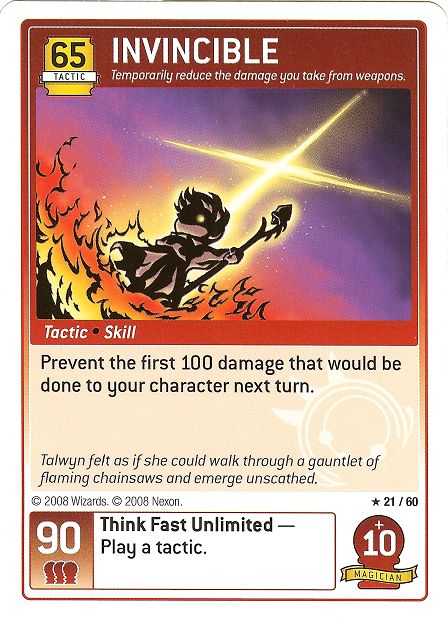 65
TACTIC
INVINCIBLE
Temporarily reduce the damage you take from weapons.
Tactic • Skill
Prevent the first 100 damage that would be
done to your character next turn.
Talwyn felt as if she could walk through a gauntlet of
flaming chainsaws and emerge unscathed.
© 2008 Wizards. © 2008 Nexon.
★ 21 / 60
90
Think Fast Unlimited —
Play a tactic.
+
10
MAGICIAN